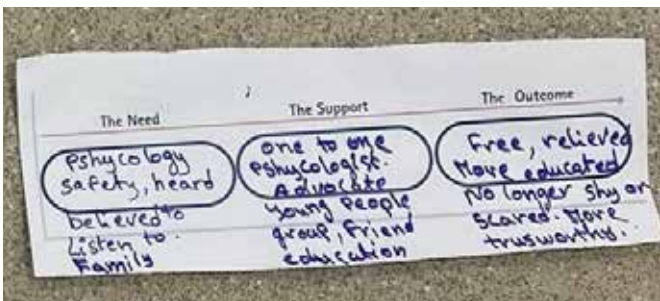 The Need
Pshycology
safety, heard
believed to
Listen to.
Family
The Support
one to one
Pshycologist.
Advocate
young people
group, friend
education
The Outcome
Free, relieved
More educated
No longer shy or
scared. More
trusworthy.